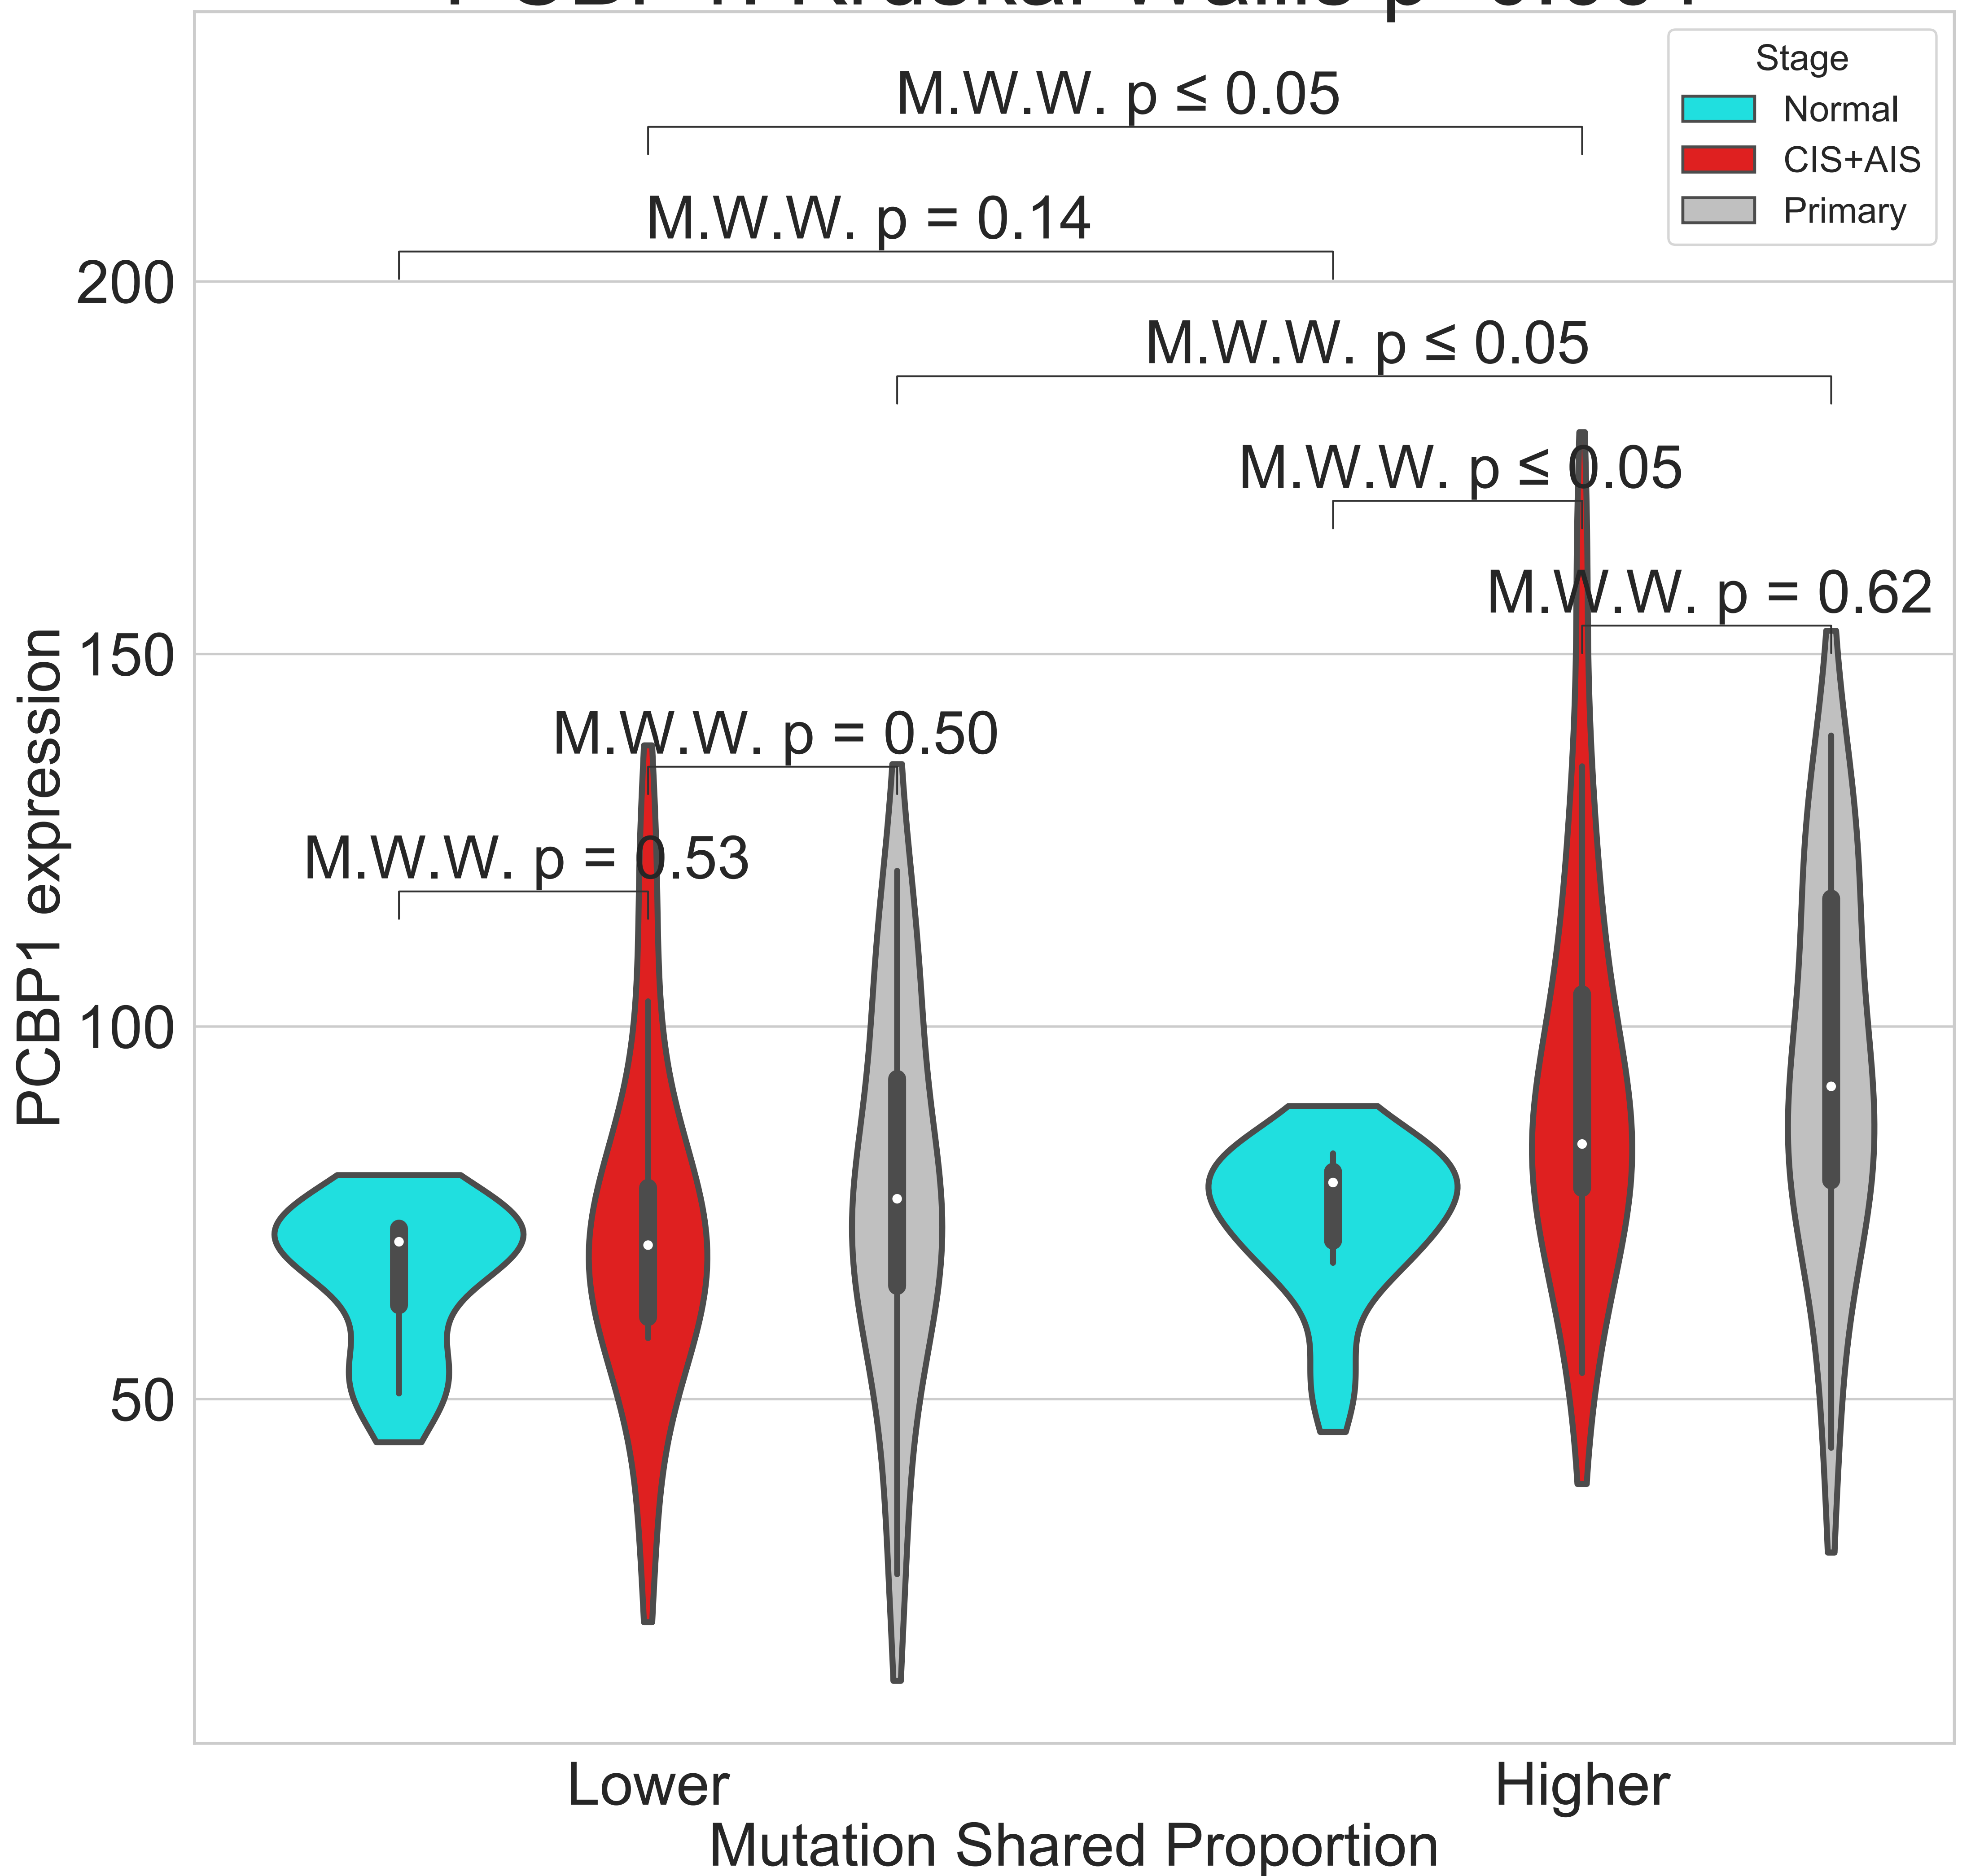 Stage
Normal
CIS+AIS
Primary
M.W.W. p ≤ 0.05
M.W.W. p = 0.14
M.W.W. p ≤ 0.05
M.W.W. p ≤ 0.05
M.W.W. p = 0.62
M.W.W. p = 0.50
M.W.W. p = 0.53
200
150
100
50
PCBP1 expression
Lower
Higher
Mutation Shared Proportion